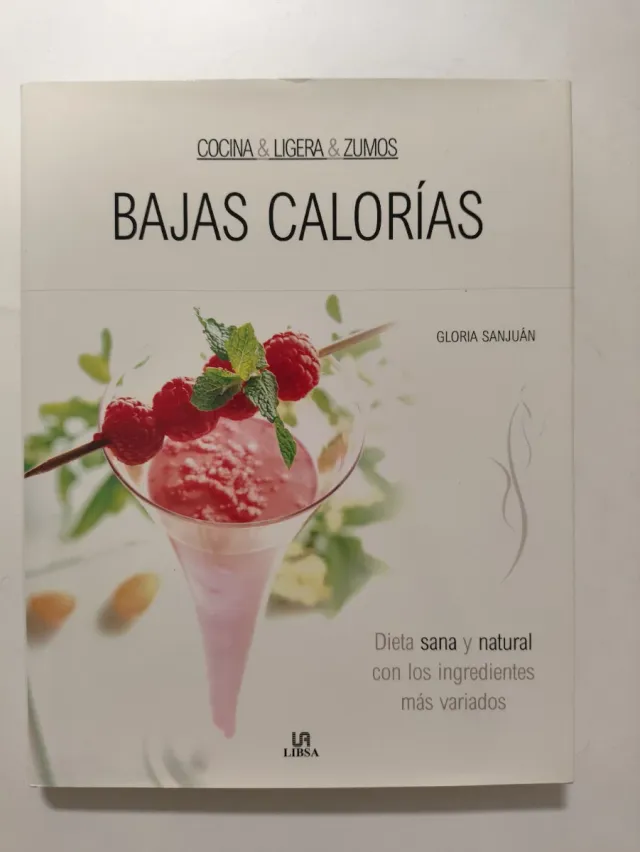 COCINA & LIGERA & ZUMOS
BAJAS CALORÍAS
GLORIA SANJUÁN
Dieta sana y natural
con los ingredientes
más variados
LIBSA